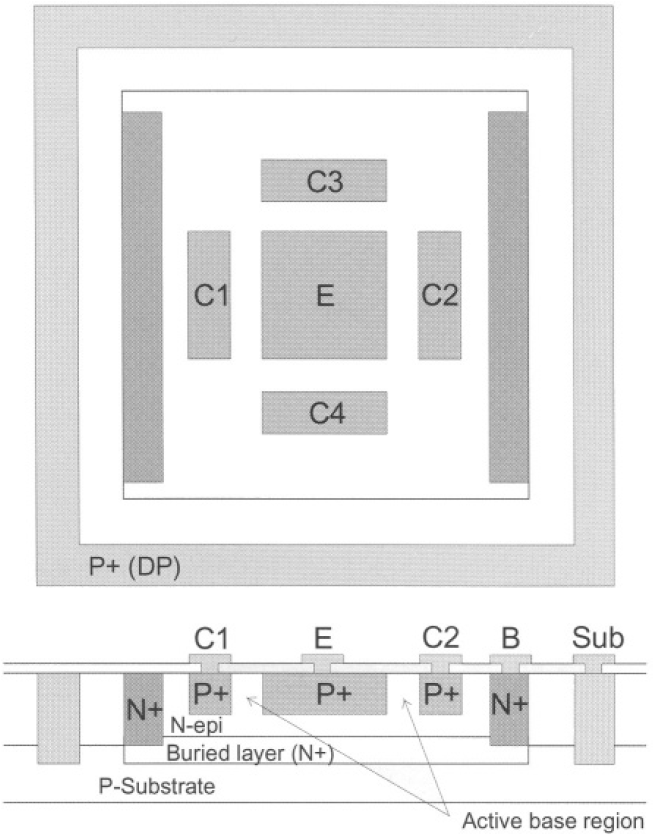 C3
C1 E C2
C4
P+ (DP)
C1 E C2 B Sub
N+ P+ P+ P+ N+
N-epi
Buried layer (N+)
P-Substrate
Active base region